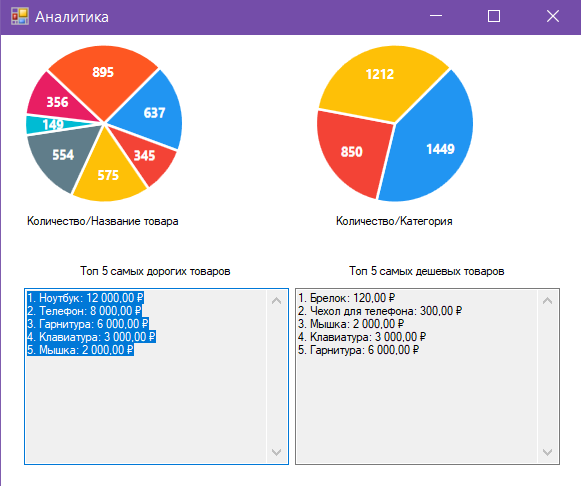 Аналитика
895
637
345
575
554
149
356
1212
1449
850
Количество/Название товара
Количество/Категория
Топ 5 самых дорогих товаров
1. Ноутбук: 12 000,00 ₽
2. Телефон: 8 000,00 ₽
3. Гарнитура: 6 000,00 ₽
4. Клавиатура: 3 000,00 ₽
5. Мышка: 2 000,00 ₽
Топ 5 самых дешевых товаров
1. Брелок: 120,00 ₽
2. Чехол для телефона: 300,00 ₽
3. Мышка: 2 000,00 ₽
4. Клавиатура: 3 000,00 ₽
5. Гарнитура: 6 000,00 ₽